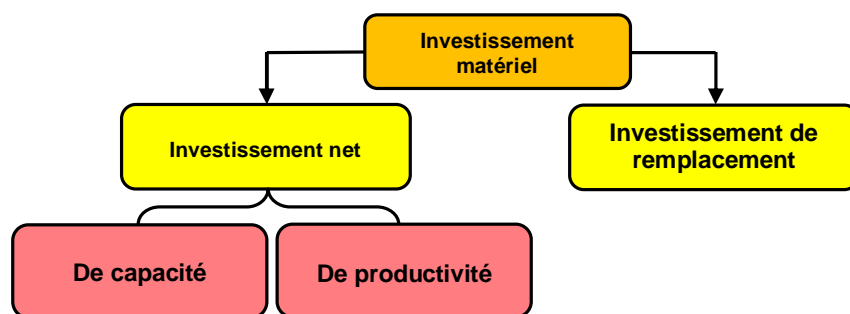 Investissement
matériel
Investissement net
Investissement de
remplacement
De capacité
De productivité